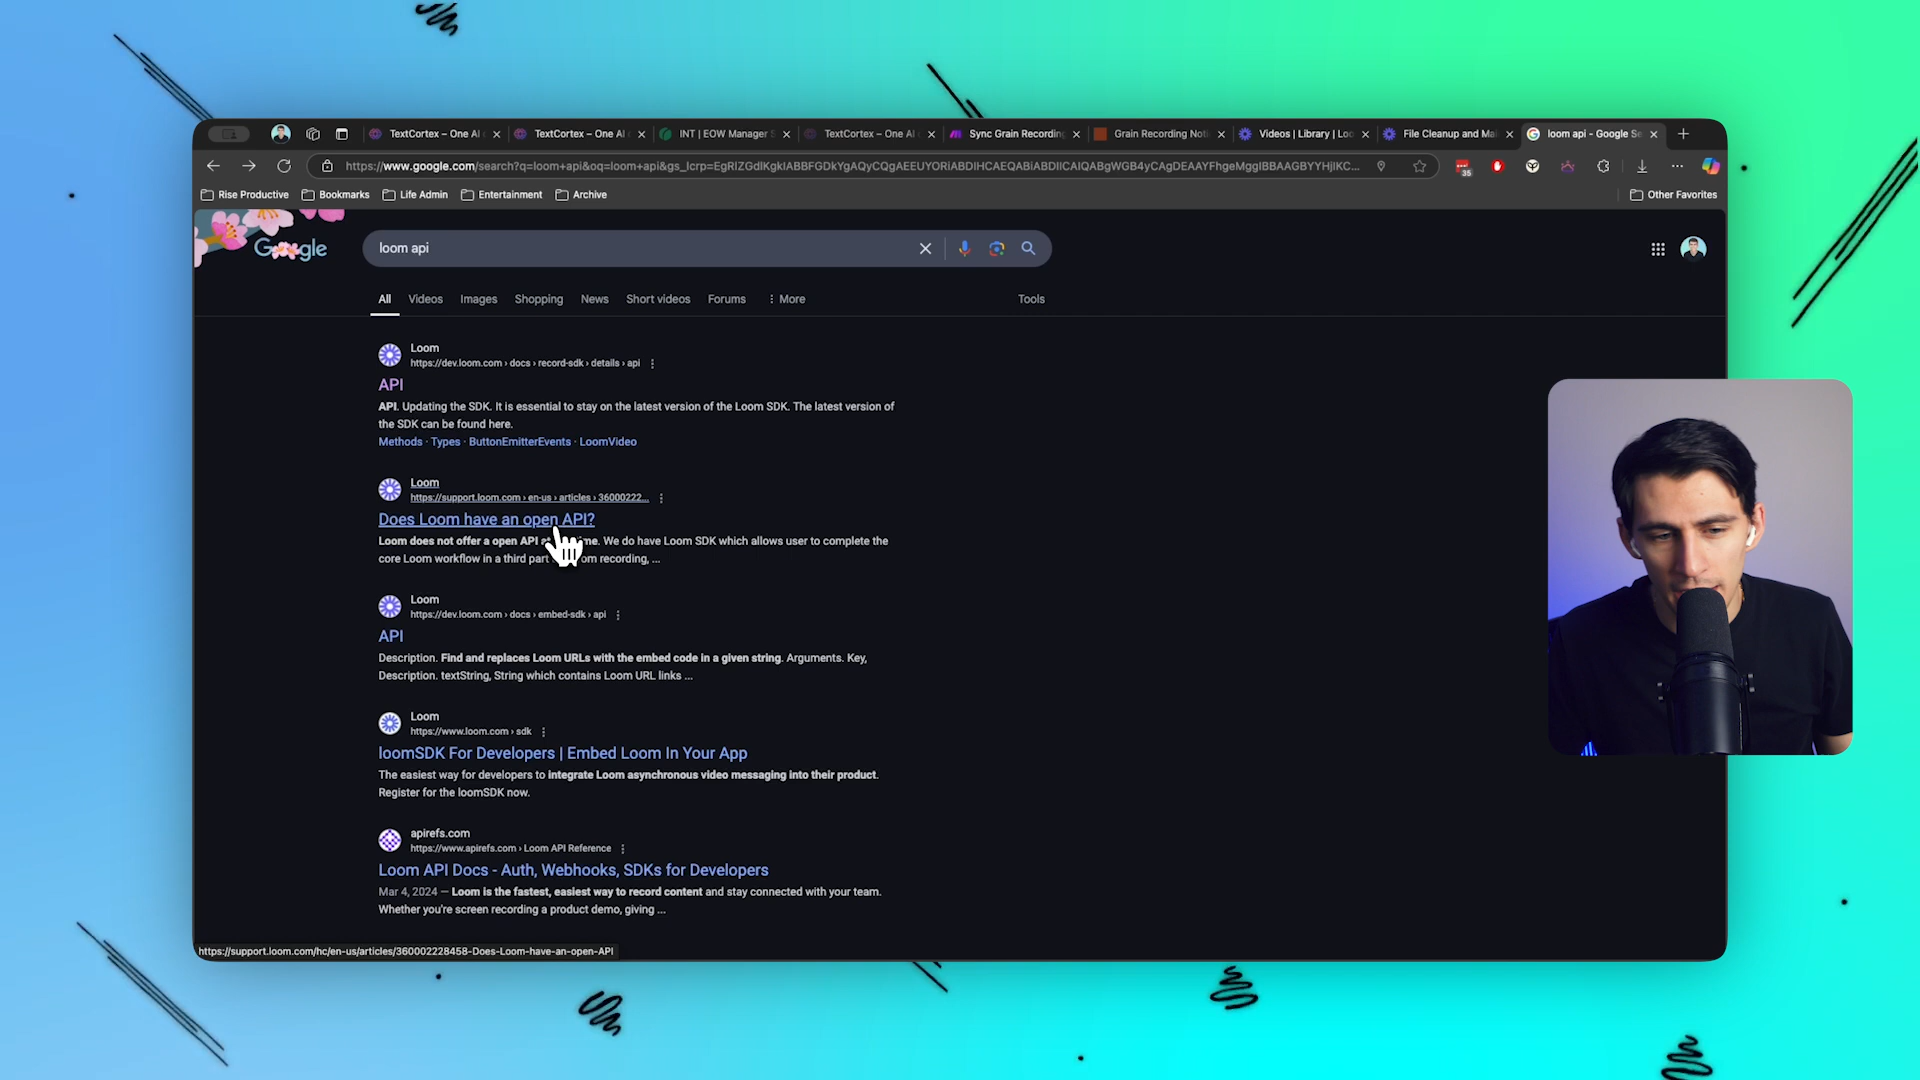 TextCortex – One AI
TextCortex – One AI
INT | EOW Manager S
TextCortex – One AI
Sync Grain Recording
Grain Recording Noti
Videos | Library | Loo
File Cleanup and Ma
loom api - Google Se
https://www.google.com/search?q=loom+api&oq=loom+api&gs_lcrp=
35
Rise Productive
Bookmarks
Life Admin
Entertainment
Archive
Other Favorites
Google
loom api
All
Videos
Images
Shopping
News
Short videos
Forums
More
Tools
Loom
https://dev.loom.com › docs › record-sdk › details › api
API
API. Updating the SDK. It is essential to stay on the latest version of the Loom SDK. The latest version of
the SDK can be found here.
Methods · Types · ButtonEmitterEvents · LoomVideo
Loom
https://support.loom.com › en-us › articles › 36000222...
Does Loom have an open API?
Loom does not offer a open API a me. We do have Loom SDK which allows user to complete the
core Loom workflow in a third part om recording, ...
Loom
https://dev.loom.com › docs › embed-sdk › api
API
Description. Find and replaces Loom URLs with the embed code in a given string. Arguments. Key,
Description. textString, String which contains Loom URL links ...
Loom
https://www.loom.com › sdk
loomSDK For Developers | Embed Loom In Your App
The easiest way for developers to integrate Loom asynchronous video messaging into their product.
Register for the loomSDK now.
apirefs.com
https://www.apirefs.com › Loom API Reference
Loom API Docs - Auth, Webhooks, SDKs for Developers
Mar 4, 2024 — Loom is the fastest, easiest way to record content and stay connected with your team.
Whether you're screen recording a product demo, giving ...
https://support.loom.com/hc/en-us/articles/360002228458-Does-Loom-have-an-open-API